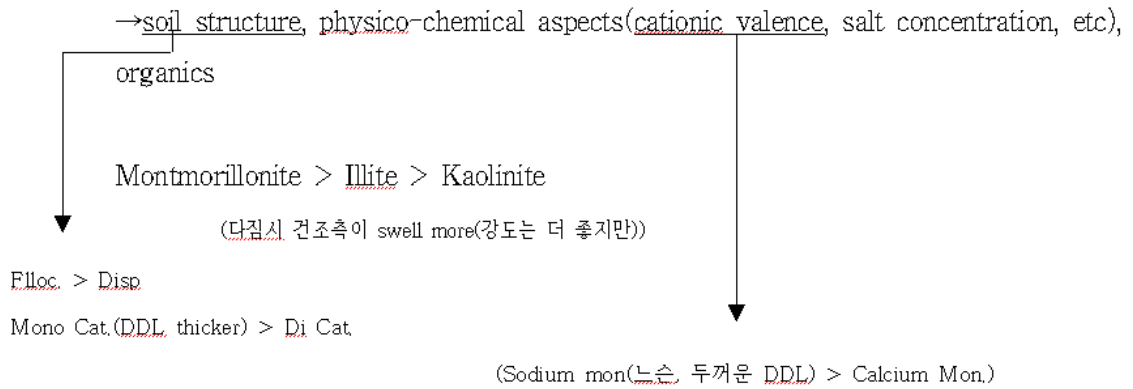 →soil structure, physico-chemical aspects(cationic valence, salt concentration, etc),
organics
Montmorillonite > Illite > Kaolinite
(다짐시 건조측이 swell more(강도는 더 좋지만))
Flloc. > Disp
Mono Cat.(DDL thicker) > Di Cat.
(Sodium mon(느슨, 두꺼운 DDL) > Calcium Mon.)